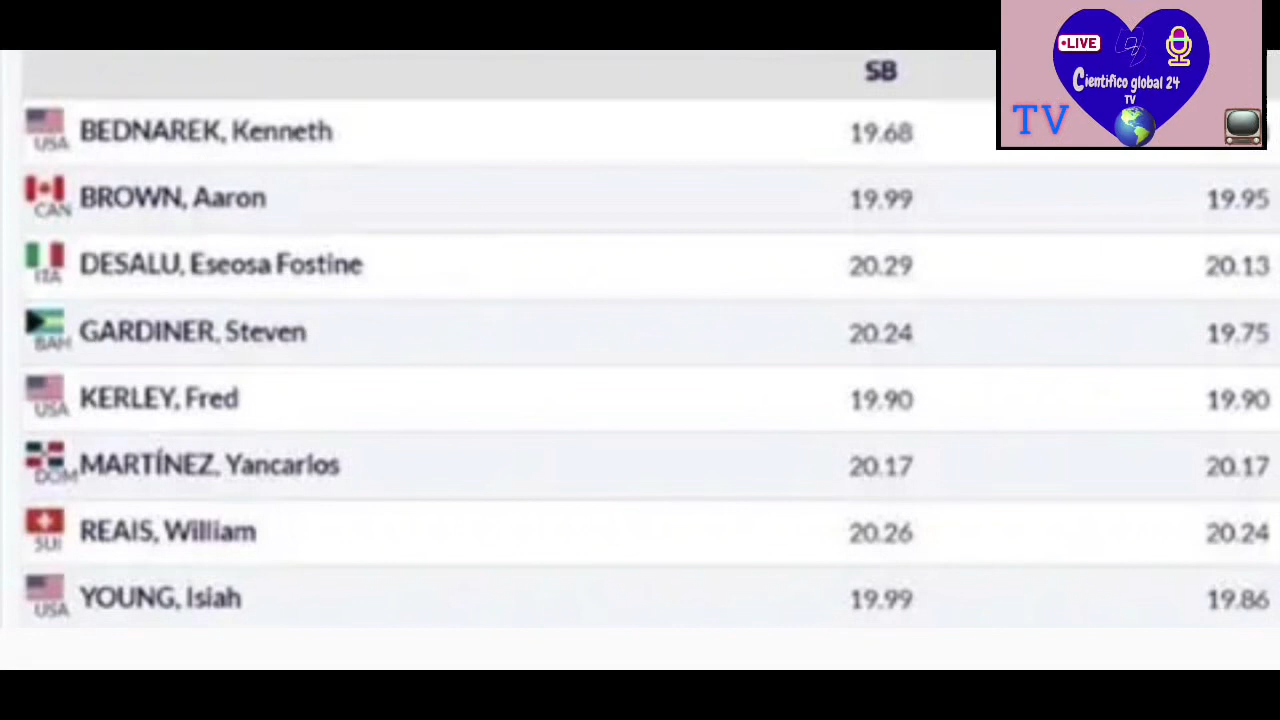 SB
LIVE
Cientifico global 24
TV
TV
USA BEDNAREK, Kenneth 19.68
CAN BROWN, Aaron 19.99 19.95
ITA DESALU, Eseosa Fostine 20.29 20.13
BAH GARDINER, Steven 20.24 19.75
USA KERLEY, Fred 19.90 19.90
DOM MARTÍNEZ, Yancarlos 20.17 20.17
SUI REAIS, William 20.26 20.24
USA YOUNG, Isiah 19.99 19.86